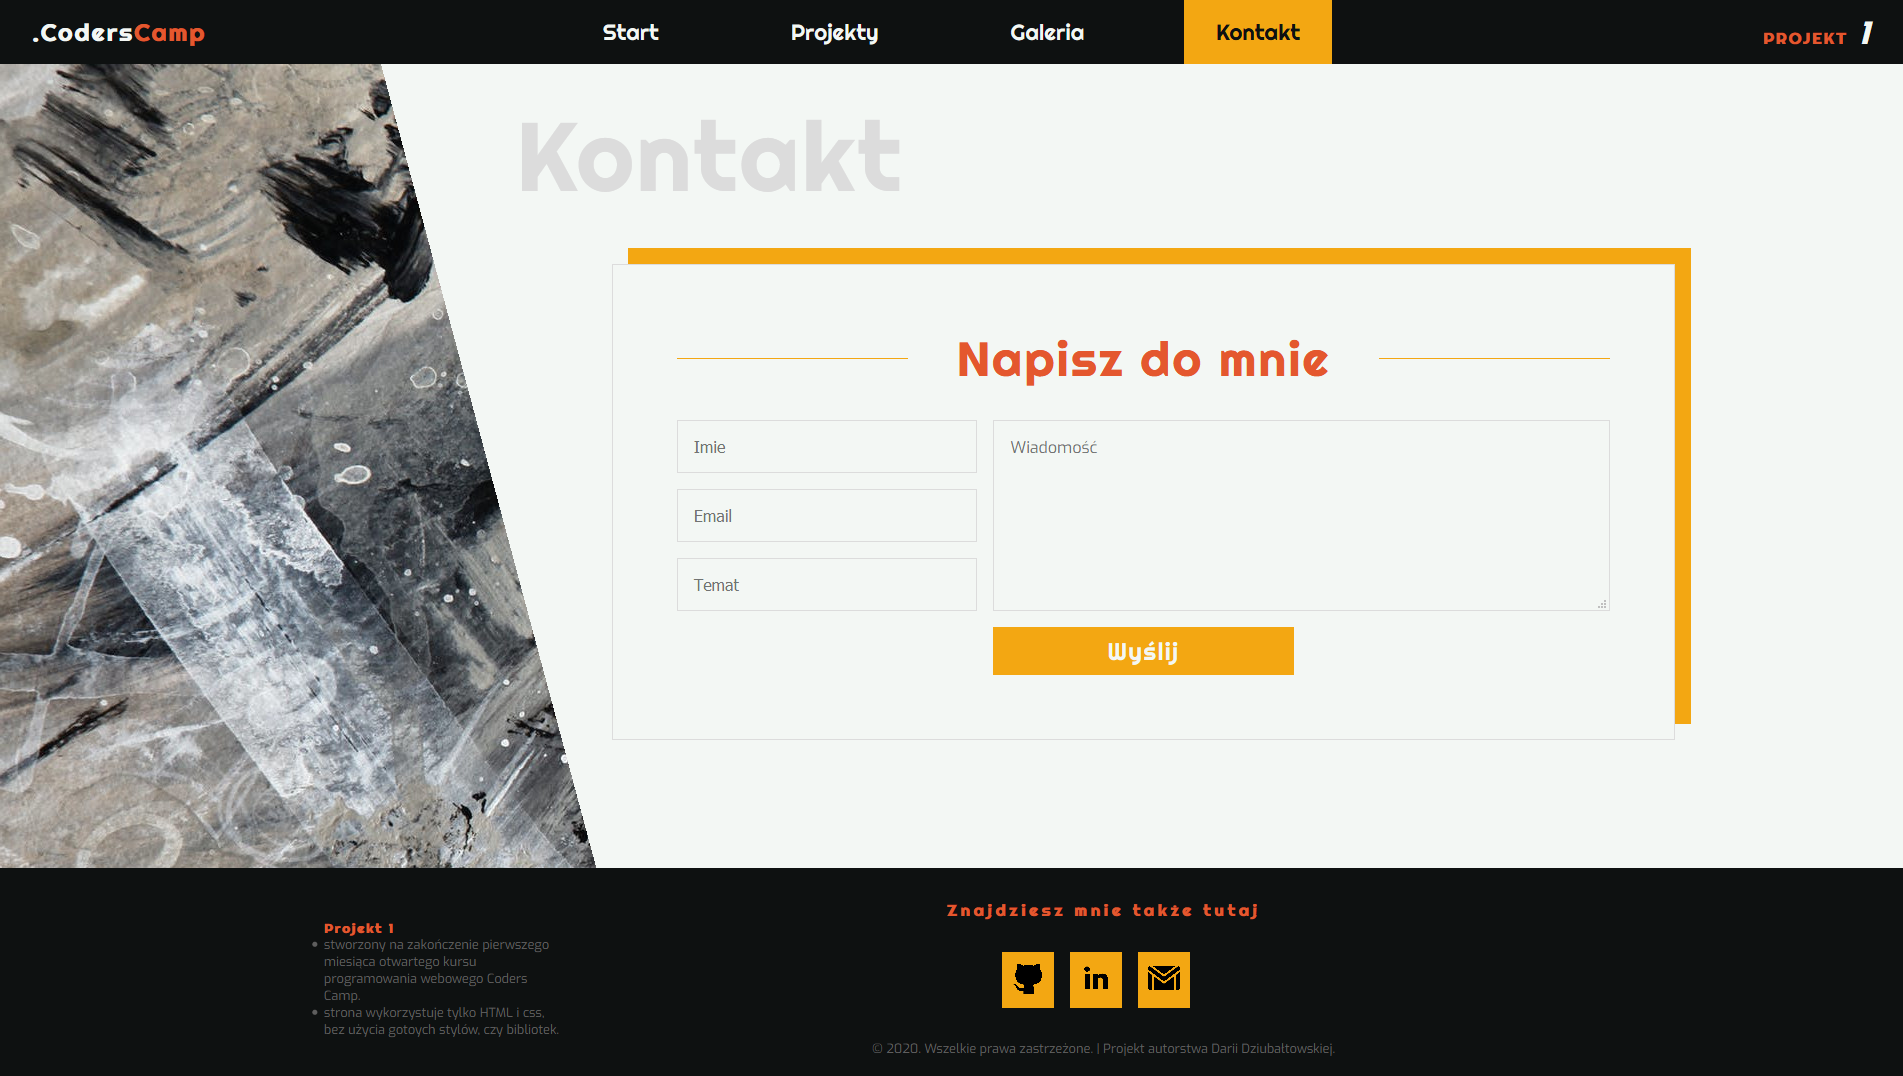 .CodersCamp Start Projekty Galeria Kontakt PROJEKT 1
Kontakt
Napisz do mnie
Imie
Wiadomość
Email
Temat
Wyślij
Projekt 1
stworzony na zakończenie pierwszego
miesiąca otwartego kursu
programowania webowego Coders
Camp.
strona wykorzystuje tylko HTML i css,
bez użycia gotoych stylów, czy bibliotek.
Znajdziesz mnie także tutaj
in
© 2020. Wszelkie prawa zastrzeżone. | Projekt autorstwa Darii Dziubałtowskiej.